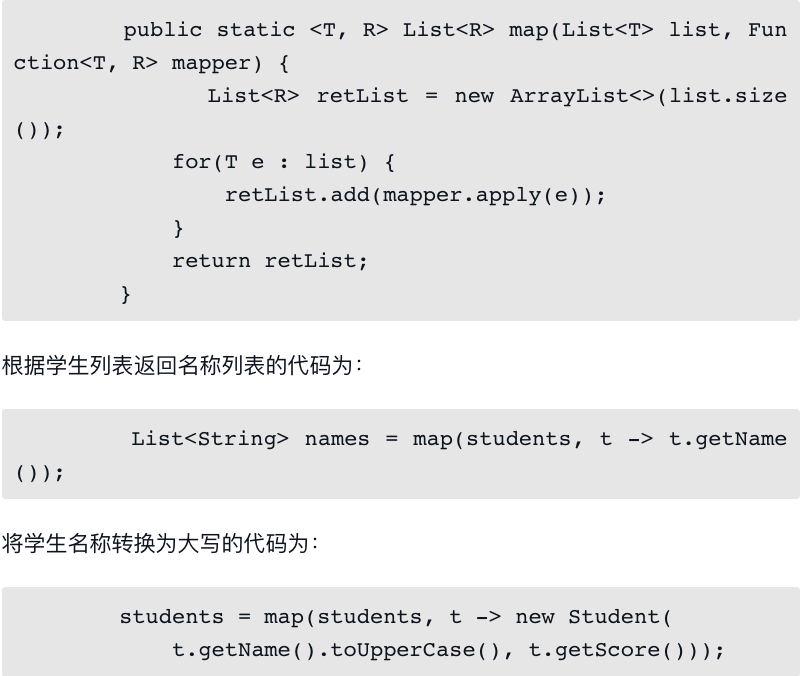 public static <T, R> List<R> map(List<T> list, Fun
ction<T, R> mapper) {
List<R> retList = new ArrayList<>(list.size
());
for(T e : list) {
retList.add(mapper.apply(e));
}
return retList;
}
根据学生列表返回名称列表的代码为：
List<String> names = map(students, t -> t.getName
());
将学生名称转换为大写的代码为：
students = map(students, t -> new Student(
t.getName().toUpperCase(), t.getScore()));